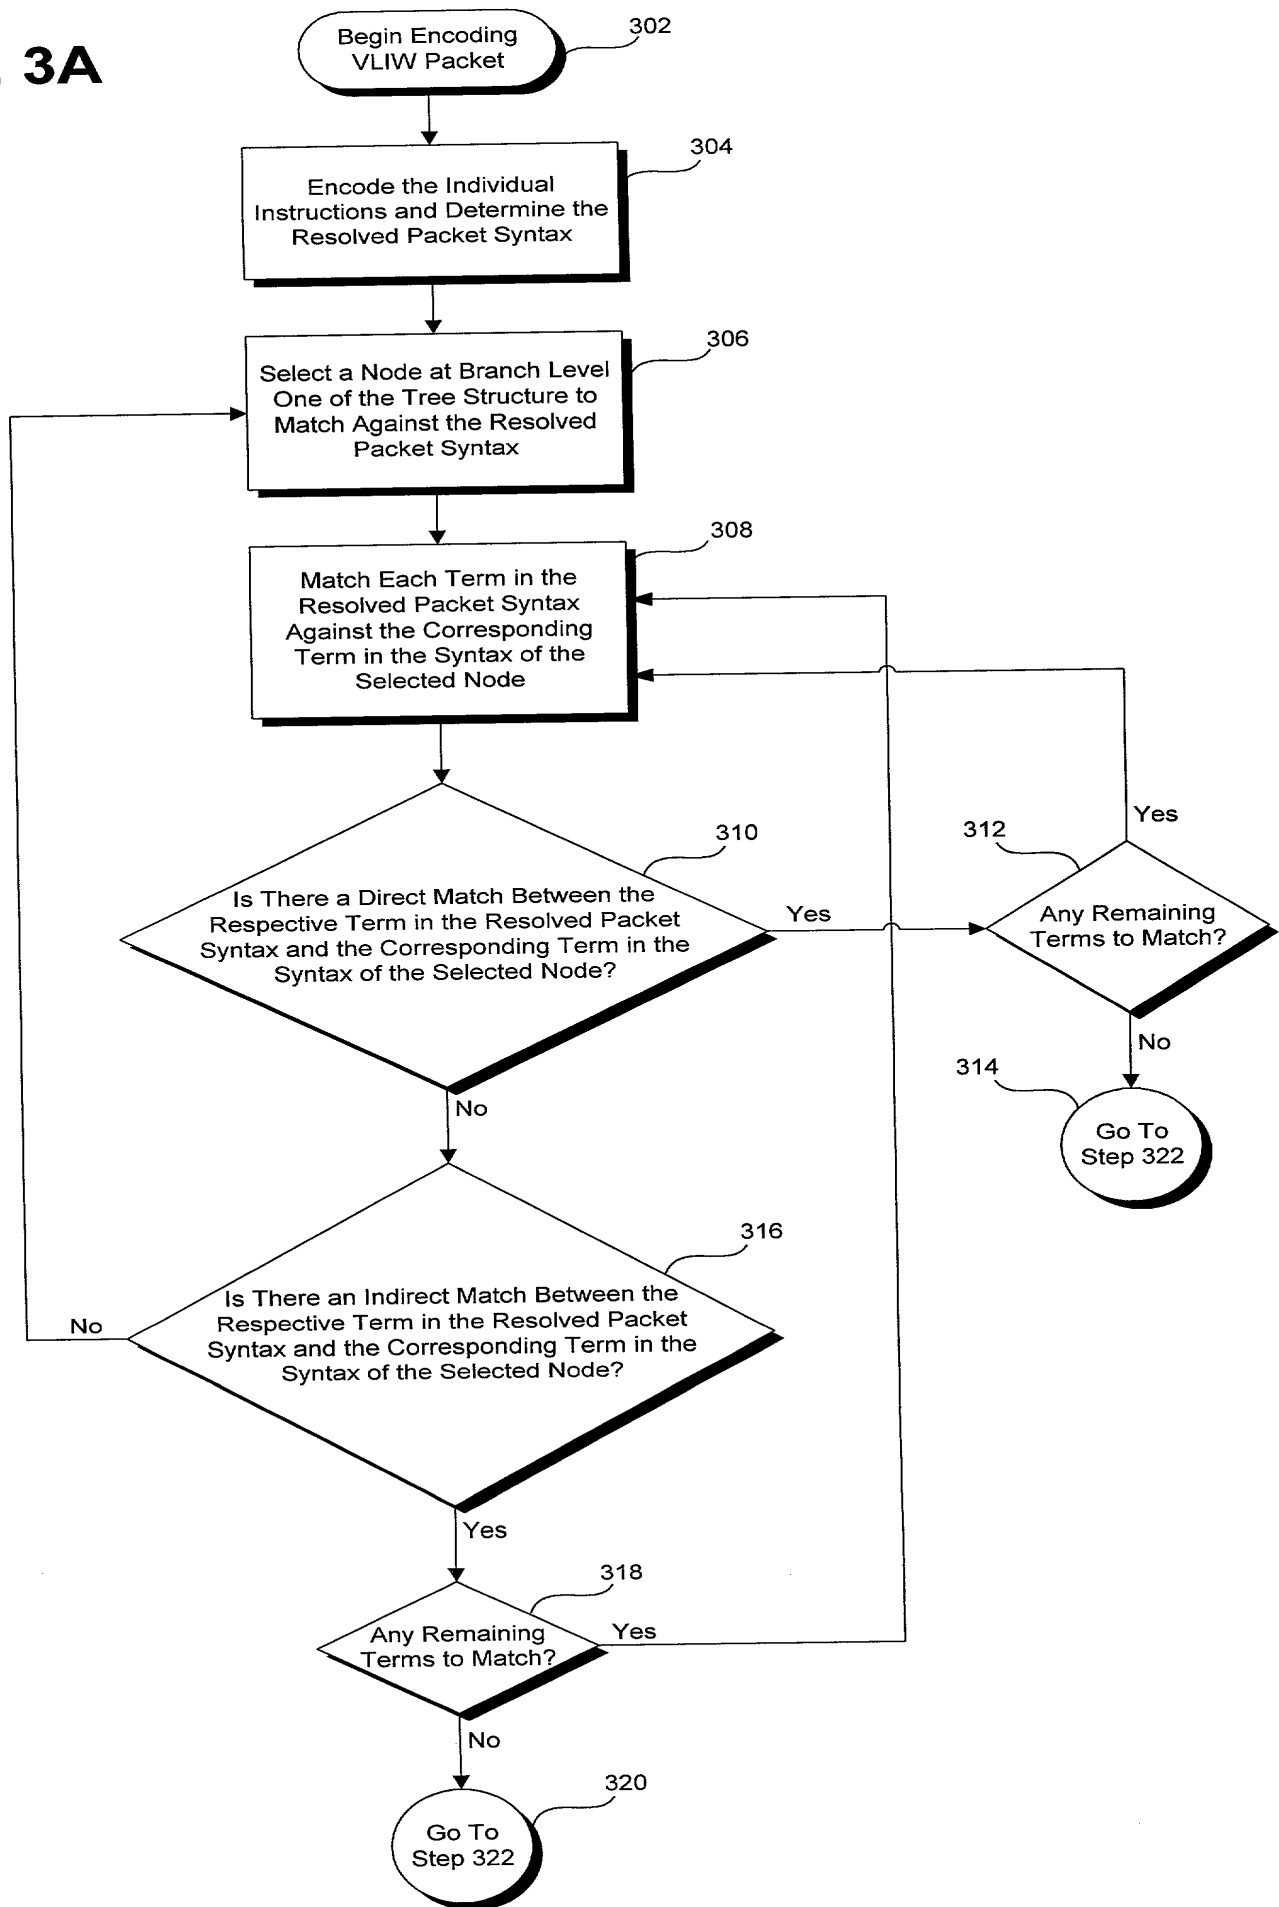 3A
Begin Encoding
VLIW Packet
302
304
Encode the Individual
Instructions and Determine the
Resolved Packet Syntax
306
Select a Node at Branch Level
One of the Tree Structure to
Match Against the Resolved
Packet Syntax
308
Match Each Term in the
Resolved Packet Syntax
Against the Corresponding
Term in the Syntax of the
Selected Node
310
Is There a Direct Match Between the
Respective Term in the Resolved Packet
Syntax and the Corresponding Term in the
Syntax of the Selected Node?
Yes
312
Yes
Any Remaining
Terms to Match?
No
314
Go To
Step 322
No
316
Is There an Indirect Match Between the
Respective Term in the Resolved Packet
Syntax and the Corresponding Term in the
Syntax of the Selected Node?
No
Yes
318
Any Remaining
Terms to Match?
Yes
No
320
Go To
Step 322